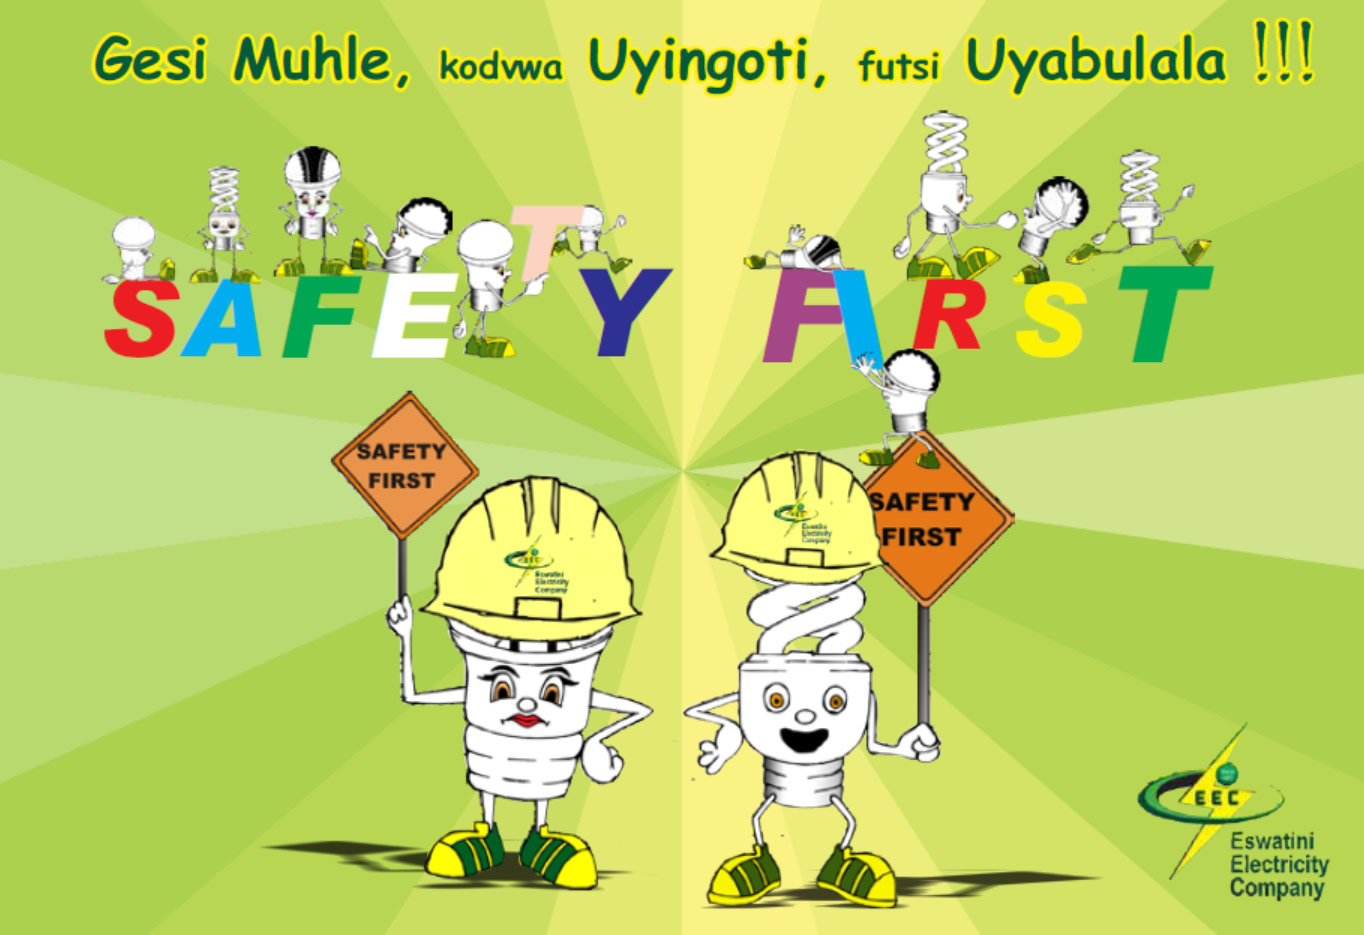 Gesi Muhle, kodvwa Uyingoti, futsi Uyabulala !!!
SAFETY FIRST
SAFETY
FIRST
SAFETY
FIRST
EEC
Eswatini
Electricity
Company
EEC
Eswatini
Electricity
Company
EEC
Eswatini
Electricity
Company